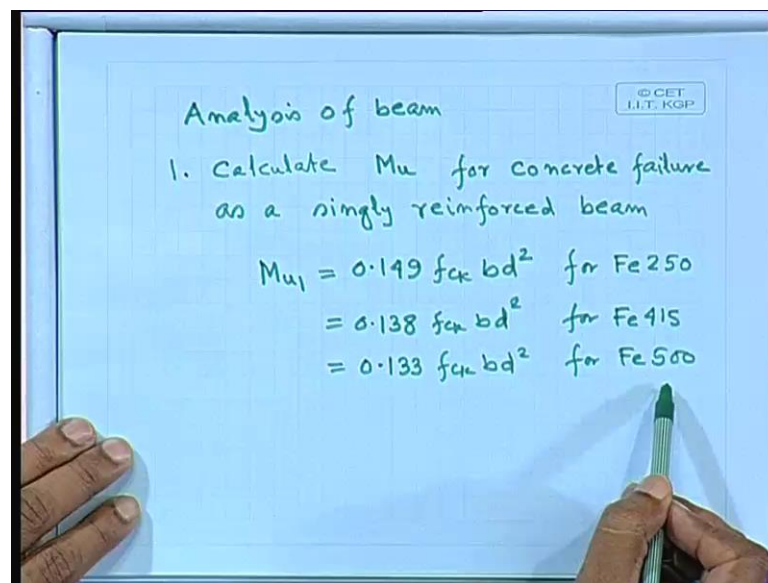 © CET
I.I.T. KGP
Analysis of beam
1. Calculate Mu for concrete failure
as a singly reinforced beam
Mu1 = 0.149 fck bd² for Fe 250
= 0.138 fck bd² for Fe 415
= 0.133 fck bd² for Fe 500